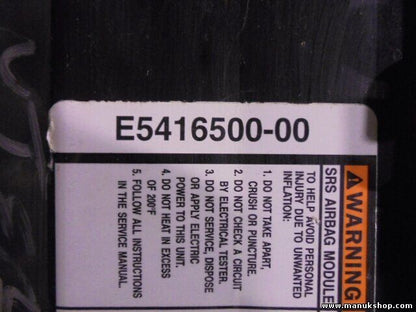 E5416500-00
⚠WARNING
SRS AIRBAG MODULE
TO HELP AVOID PERSONAL
INJURY DUE TO UNWANTED
INFLATION:
1. DO NOT TAKE APART,
CRUSH OR PUNCTURE.
2. DO NOT CHECK A CIRCUIT
BY ELECTRICAL TESTER.
3. DO NOT SERVICE, DISPOSE
OR APPLY ELECTRIC
POWER TO THIS UNIT.
4. DO NOT HEAT IN EXCESS
OF 200°F
5. FOLLOW ALL INSTRUCTIONS
IN THE SERVICE MANUAL.
www.manukshop.com